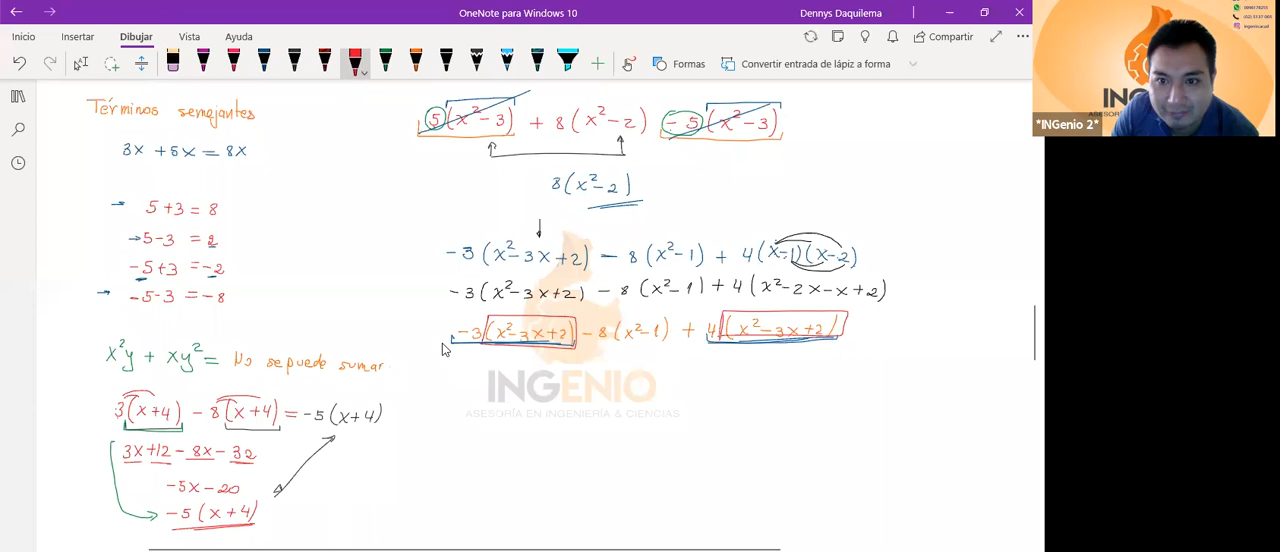 OneNote para Windows 10
Dennys Daquilema
Inicio Insertar Dibujar Vista Ayuda
Compartir
Formas
Convertir entrada de lápiz a forma
INGenio
*INGenio 2*
Términos semejantes
3x + 5x = 8x
5 + 3 = 8
5 - 3 = 2
-5 + 3 = -2
-5 - 3 = -8
x²y + xy² = No se puede sumar
3(x+4) - 8(x+4) = -5(x+4)
3x + 12 - 8x - 32
-5x - 20
-5(x+4)
5(x² - 3) + 8(x² - 2) - 5(x² - 3)
8(x² - 2)
-3(x² - 3x + 2) - 8(x² - 1) + 4(x-1)(x-2)
-3(x² - 3x + 2) - 8(x² - 1) + 4(x² - 2x - x + 2)
-3(x² - 3x + 2) - 8(x² - 1) + 4(x² - 3x + 2)
INGENIO
ASESORÍA EN INGENIERÍA & CIENCIAS